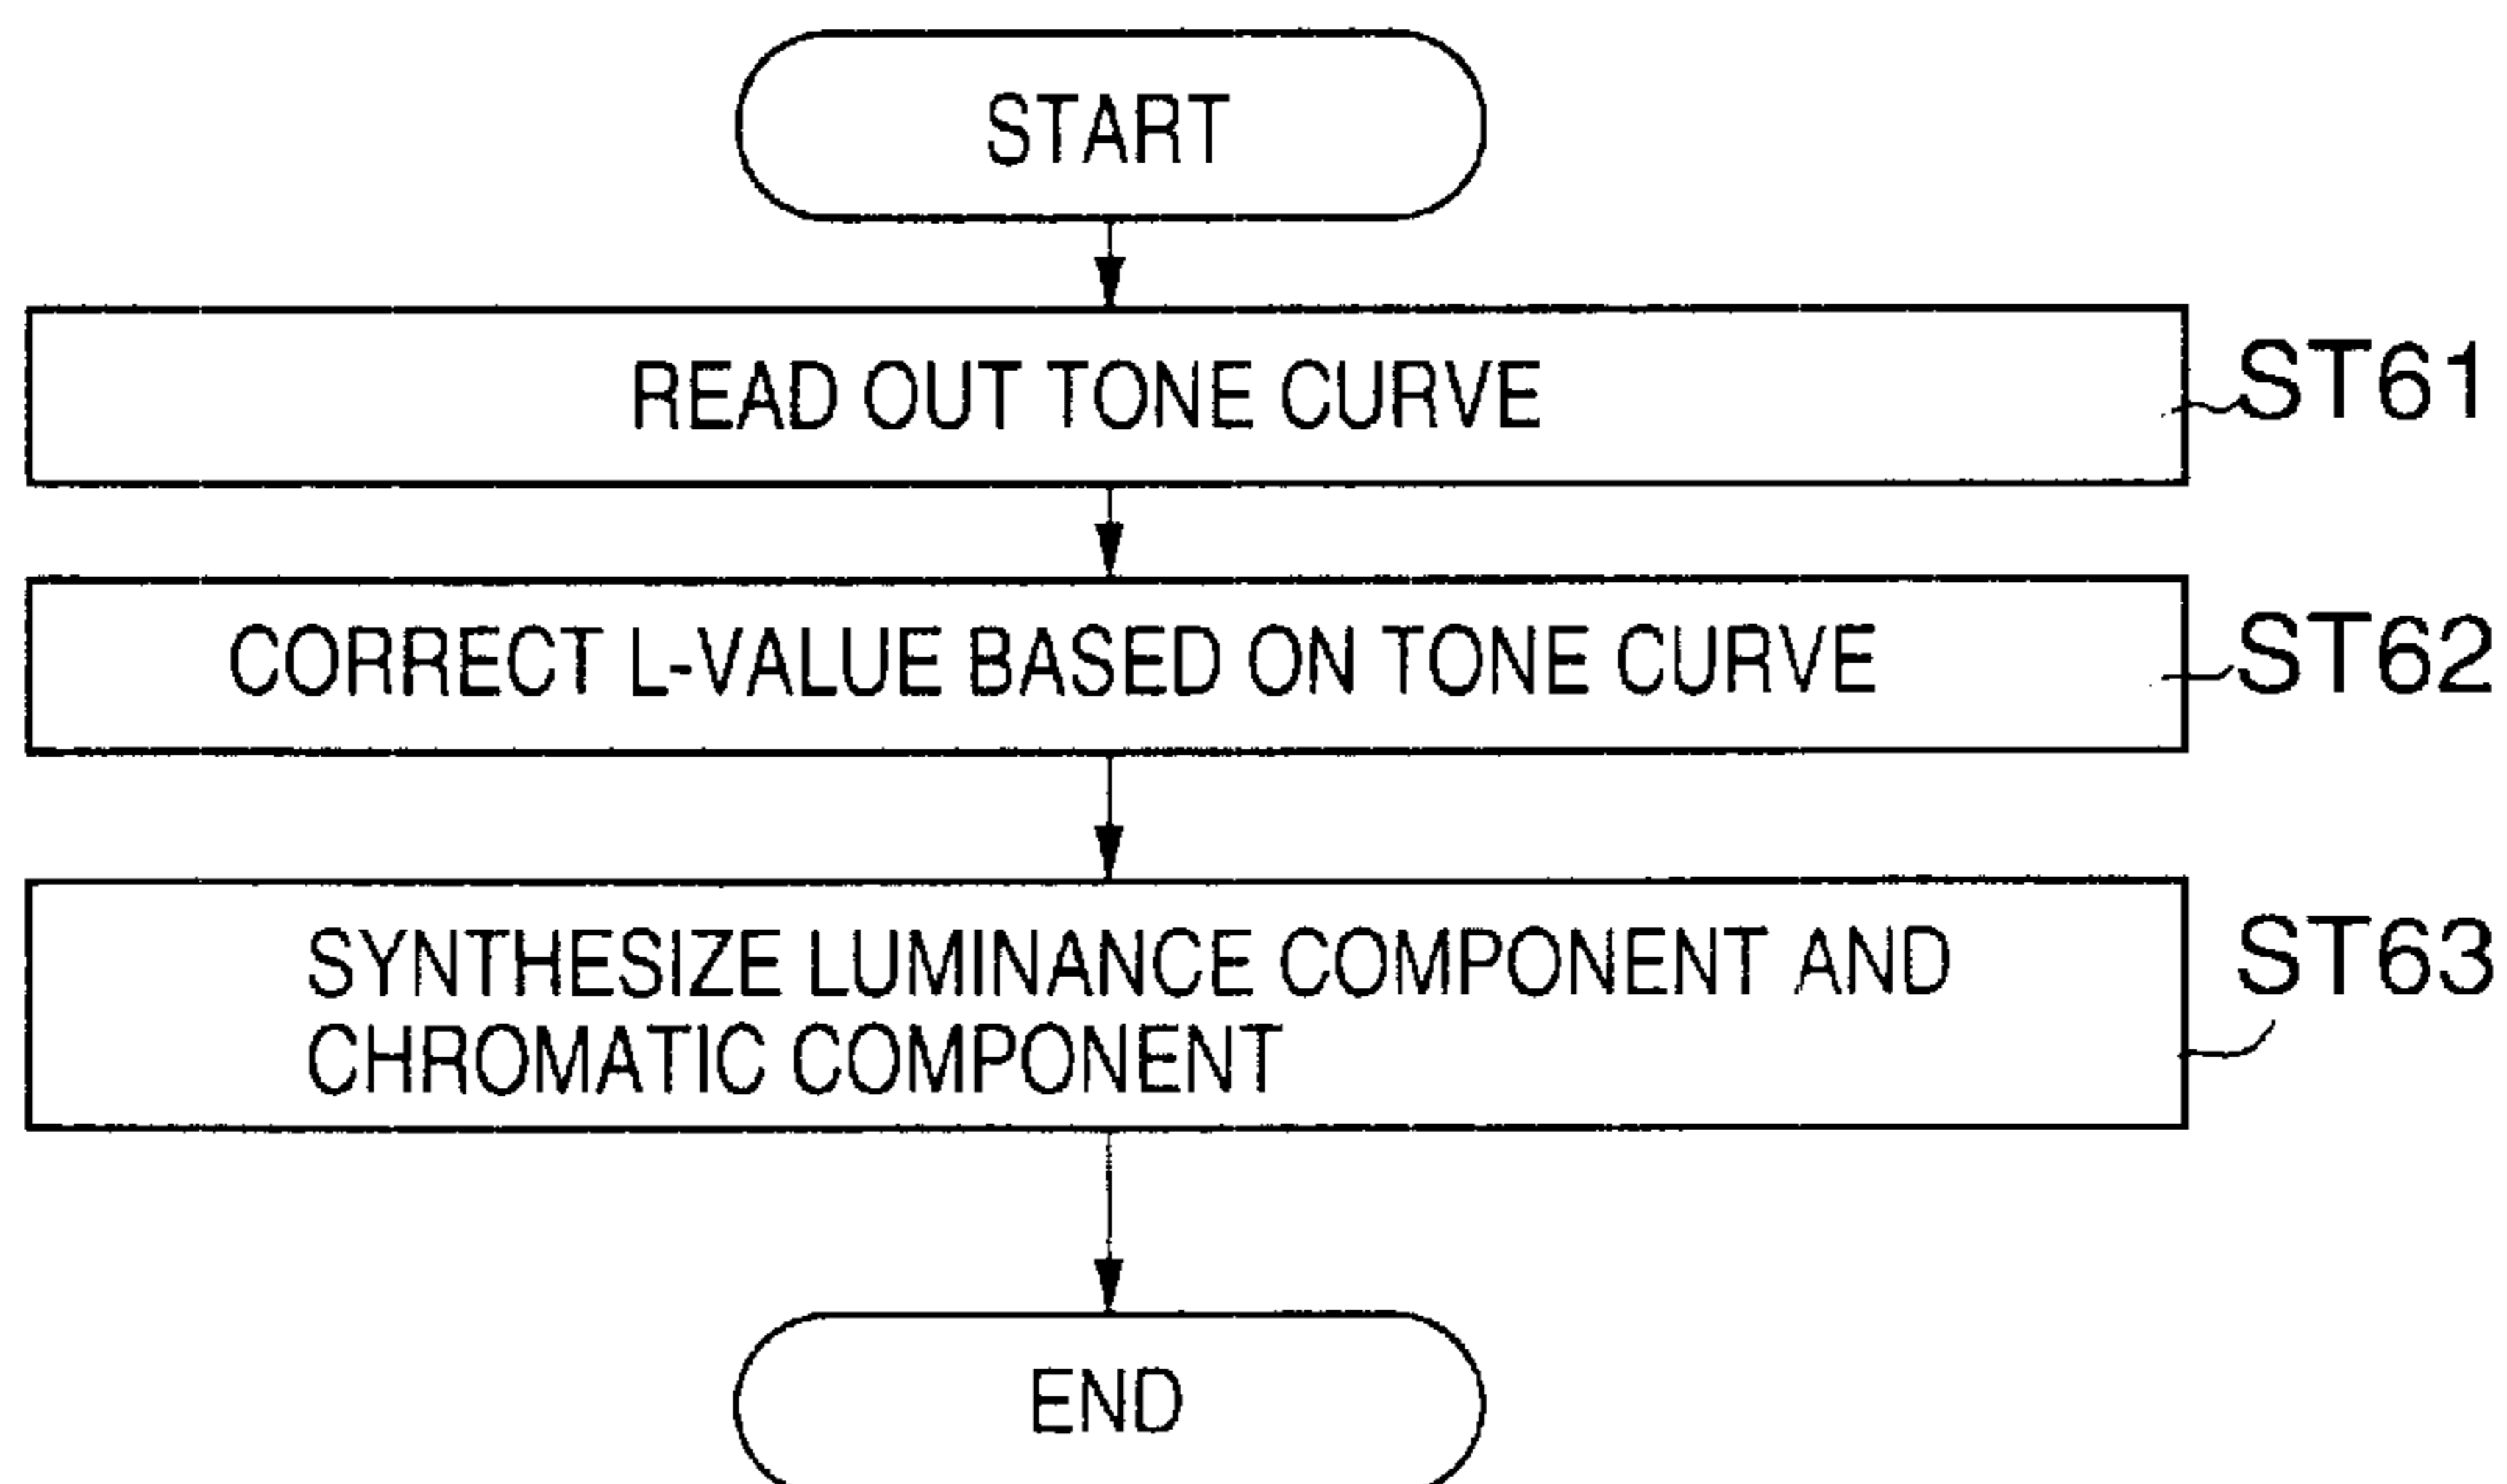 START
READ OUT TONE CURVE
ST61
CORRECT L-VALUE BASED ON TONE CURVE
ST62
SYNTHESIZE LUMINANCE COMPONENT AND
CHROMATIC COMPONENT
ST63
END